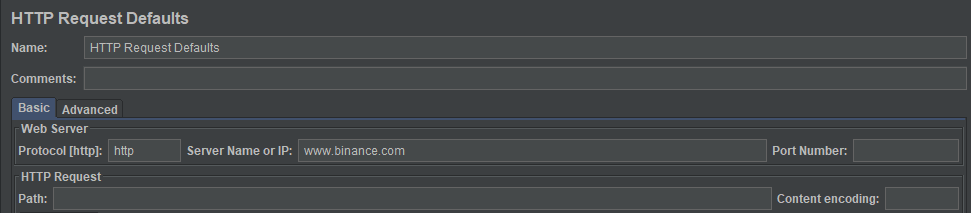 HTTP Request Defaults
Name: HTTP Request Defaults
Comments:
Basic Advanced
Web Server
Protocol [http]: http Server Name or IP: www.binance.com Port Number:
HTTP Request
Path: Content encoding: